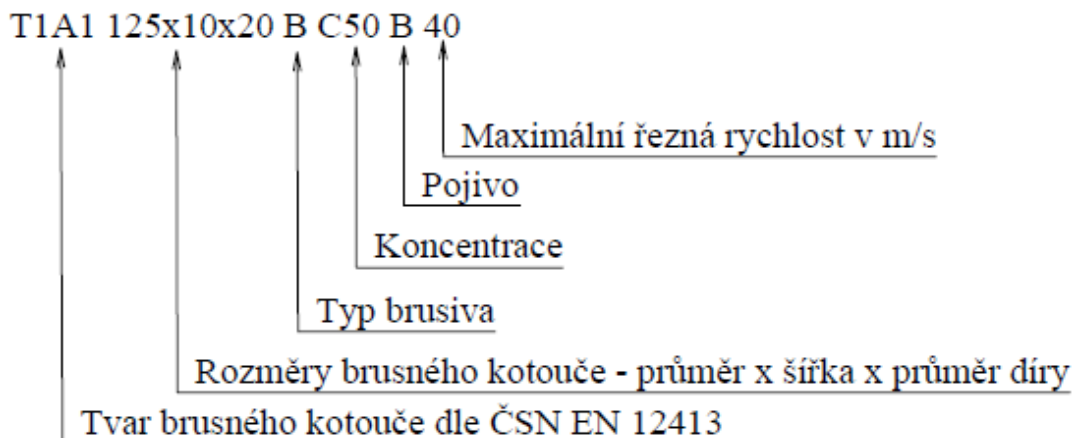 T1A1 125x10x20 B C50 B 40
Maximální řezná rychlost v m/s
Pojivo
Koncentrace
Typ brusiva
Rozměry brusného kotouče - průměr x šířka x průměr díry
Tvar brusného kotouče dle ČSN EN 12413